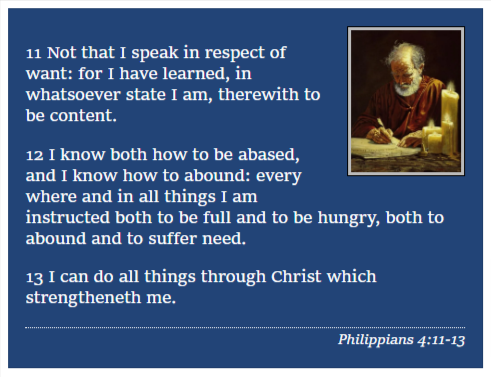 11 Not that I speak in respect of
want: for I have learned, in
whatsoever state I am, therewith to
be content.
12 I know both how to be abased,
and I know how to abound: every
where and in all things I am
instructed both to be full and to be hungry, both to
abound and to suffer need.
13 I can do all things through Christ which
strengtheneth me.
Philippians 4:11-13